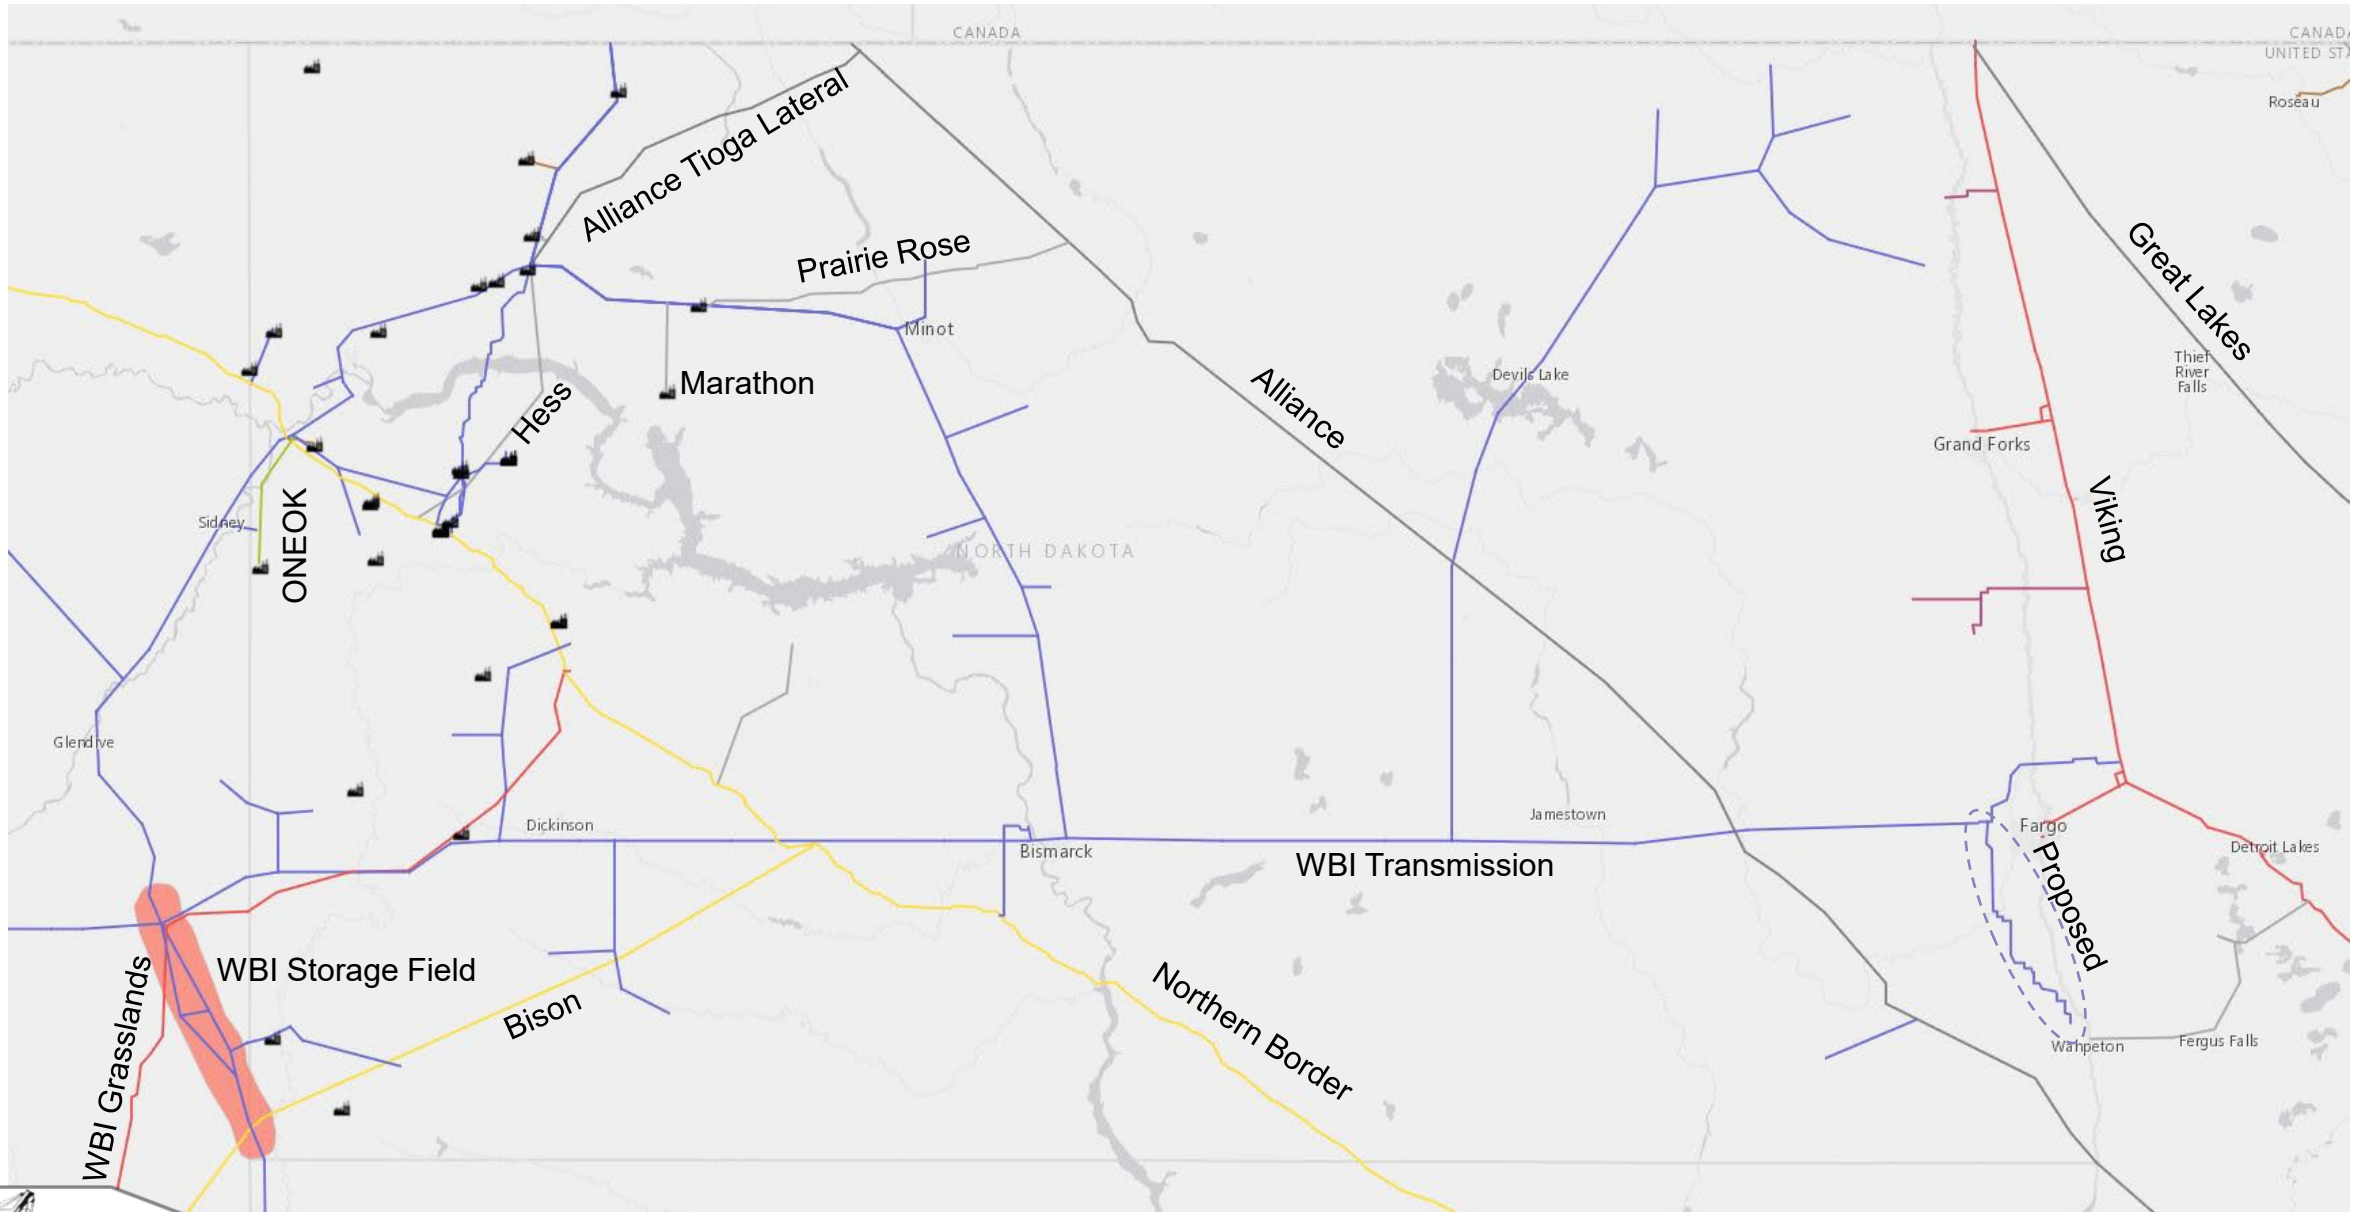 CANADA
CANADA
UNITED ST
Roseau
Alliance Tioga Lateral
Prairie Rose
Great Lakes
Minot
Thief
River
Falls
Devils Lake
Marathon
Alliance
Hess
Grand Forks
Viking
ONEOK
Sidney
NORTH DAKOTA
Glendive
Dickinson
Jamestown
Fargo
Bismarck
Detroit Lakes
WBI Transmission
Proposed
WBI Storage Field
WBI Grasslands
Bison
Northern Border
Wahpeton
Fergus Falls